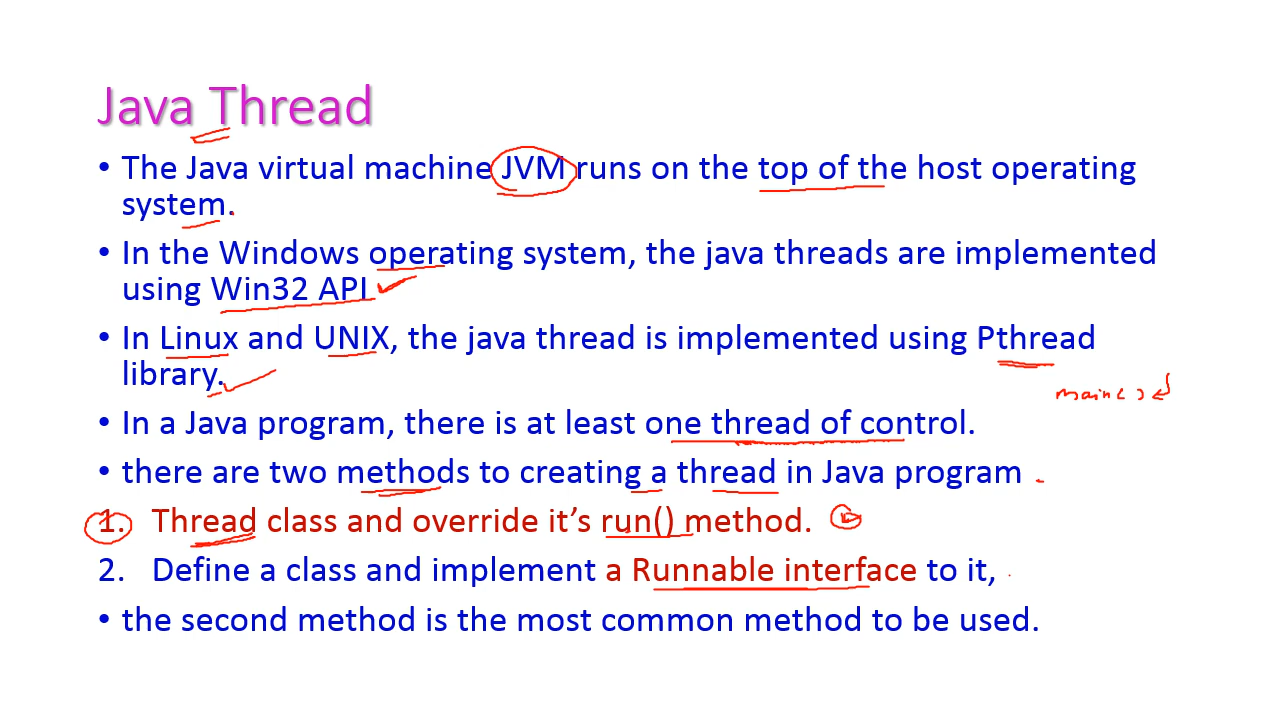 Java Thread
• The Java virtual machine JVM runs on the top of the host operating
system.
• In the Windows operating system, the java threads are implemented
using Win32 API
• In Linux and UNIX, the java thread is implemented using Pthread
library.
main()
• In a Java program, there is at least one thread of control.
• there are two methods to creating a thread in Java program
1. Thread class and override it’s run() method.
2. Define a class and implement a Runnable interface to it,
• the second method is the most common method to be used.